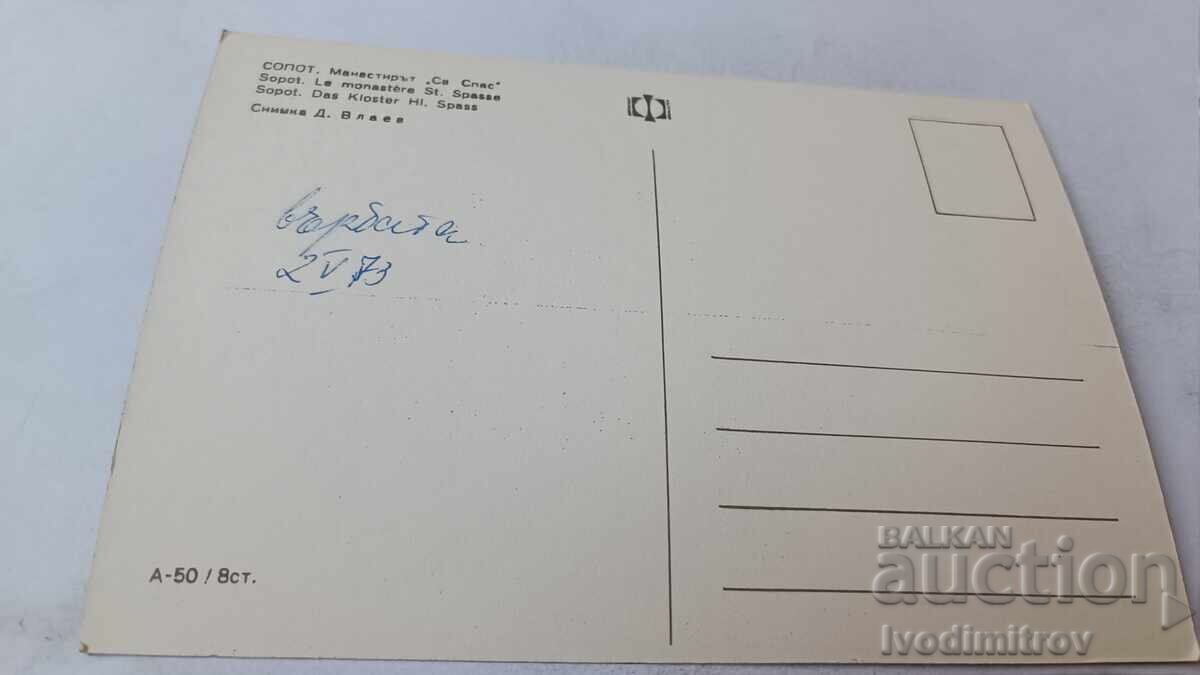 СОПОТ. Манастирът „Св Спас"
Sopot. Le monastère St. Spasse
Sopot. Das Kloster Hl. Spass
Снимка Д. Влаев
върбата
2 V 73
А-50 / 8ст.
BALKAN
auction
Ivodimitrov